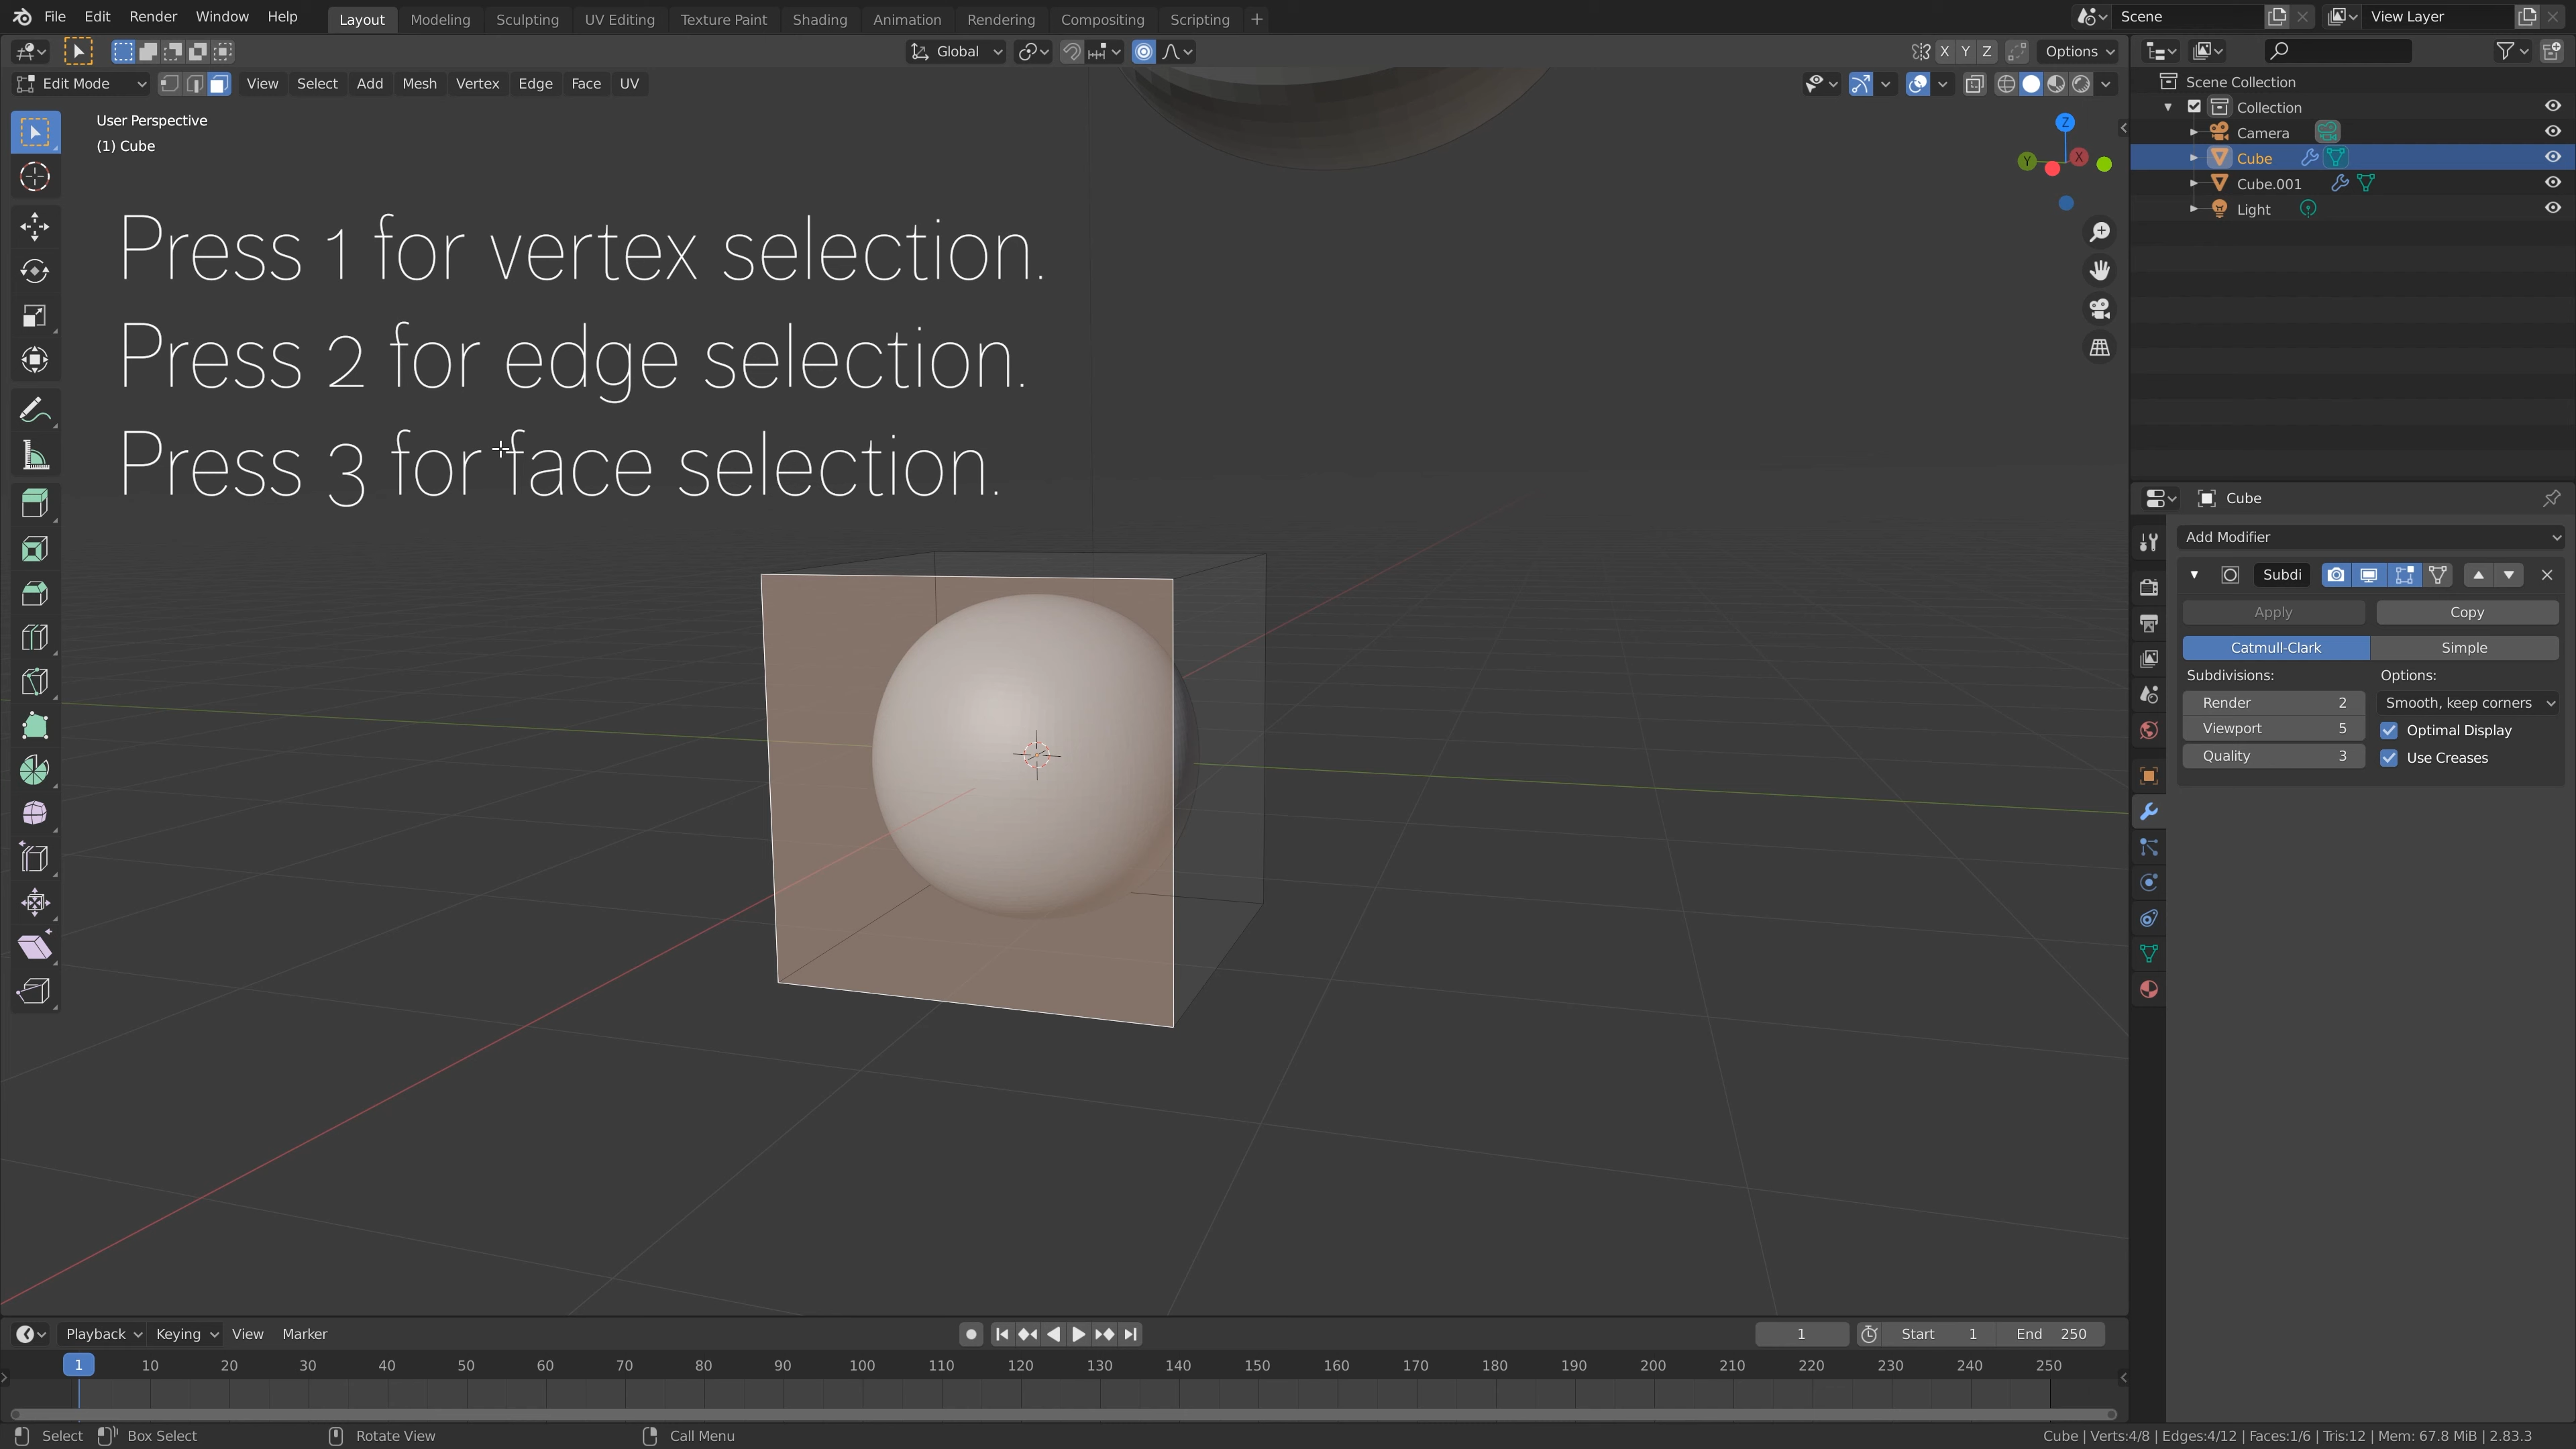 File Edit Render Window Help Layout Modeling Sculpting UV Editing Texture Paint Shading Animation Rendering Compositing Scripting + Scene View Layer
Global X Y Z Options
Edit Mode View Select Add Mesh Vertex Edge Face UV
User Perspective
(1) Cube
Z
Y X
Press 1 for vertex selection.
Press 2 for edge selection.
Press 3 for face selection.
Scene Collection
Collection
Camera
Cube
Cube.001
Light
Cube
Add Modifier
Subdi
Apply Copy
Catmull-Clark Simple
Subdivisions: Options:
Render 2 Smooth, keep corners
Viewport 5 Optimal Display
Quality 3 Use Creases
Playback Keying View Marker 1 Start 1 End 250
1 10 20 30 40 50 60 70 80 90 100 110 120 130 140 150 160 170 180 190 200 210 220 230 240 250
Select Box Select Rotate View Call Menu Cube | Verts:4/8 | Edges:4/12 | Faces:1/6 | Tris:12 | Mem: 67.8 MiB | 2.83.3